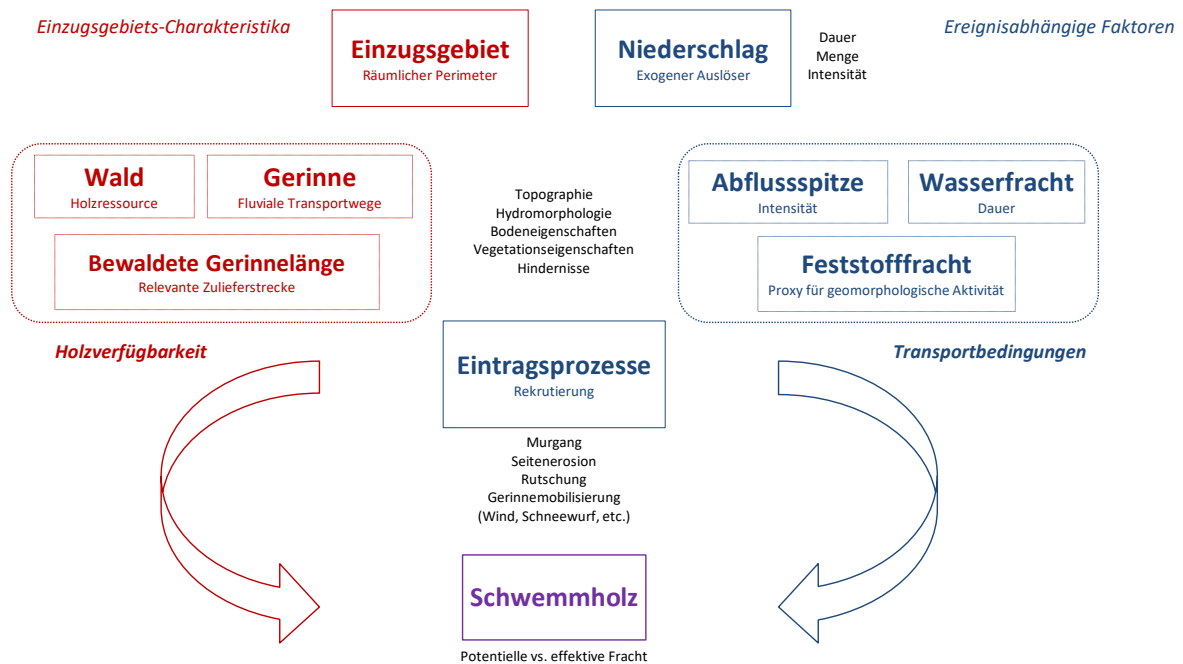 Einzugsgebiets-Charakteristika
Einzugsgebiet
Räumlicher Perimeter
Niederschlag
Exogener Auslöser
Dauer
Menge
Intensität
Ereignisabhängige Faktoren
Wald
Holzressource
Gerinne
Fluviale Transportwege
Bewaldete Gerinnelänge
Relevante Zulieferstrecke
Topographie
Hydromorphologie
Bodeneigenschaften
Vegetationseigenschaften
Hindernisse
Abflussspitze
Intensität
Wasserfracht
Dauer
Feststofffracht
Proxy für geomorphologische Aktivität
Holzverfügbarkeit
Eintragsprozesse
Rekrutierung
Transportbedingungen
Murgang
Seitenerosion
Rutschung
Gerinnemobilisierung
(Wind, Schneewurf, etc.)
Schwemmholz
Potentielle vs. effektive Fracht